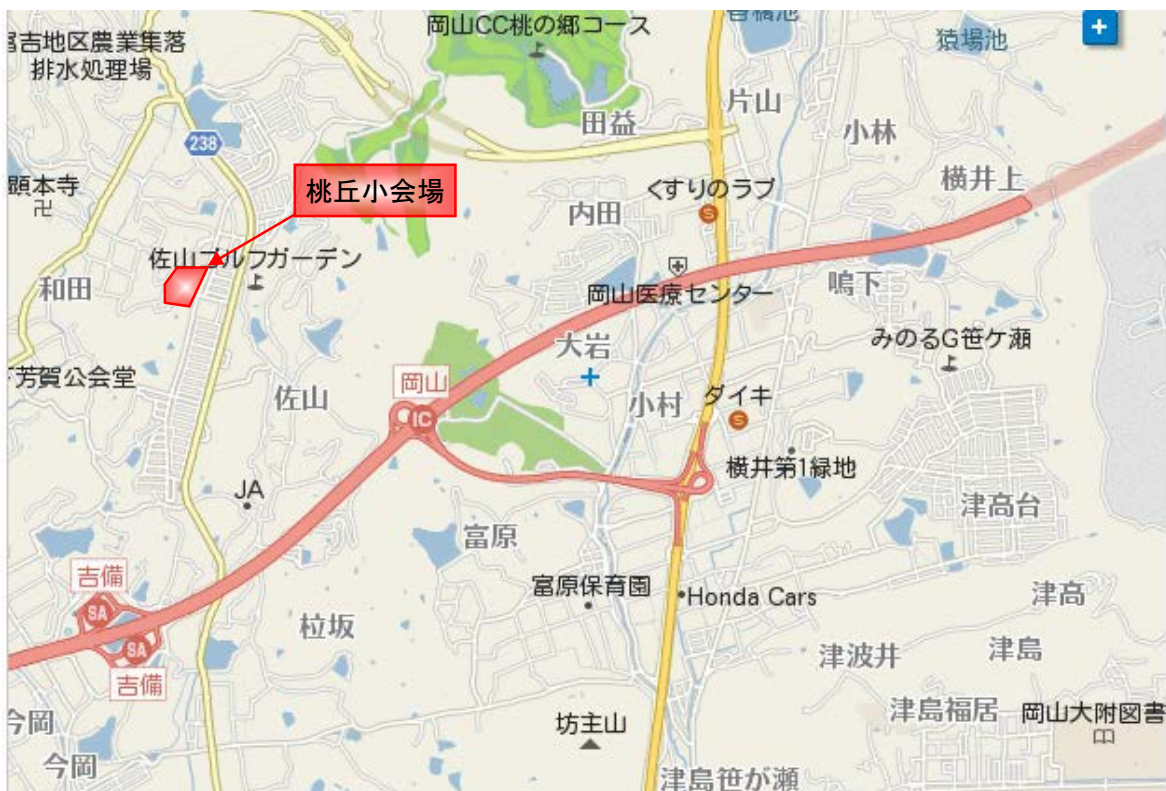 岡山CC桃の郷コース
猿場池
富吉地区農業集落
排水処理場
片山
田益
小林
238
横井上
桃丘小会場
くすりのラブ
願本寺
内田
佐山ゴルフガーデン
和田
岡山医療センター
鳴下
みのるG笹ケ瀬
大岩
下芳賀公会堂
岡山
IC
佐山
小村
ダイキ
横井第1緑地
JA
津高台
富原
吉備
SA
富原保育園
Honda Cars
津高
柆坂
SA
津波井
津島
吉備
今岡
坊主山
津島福居
岡山大附図書
今岡
津島笹が瀬